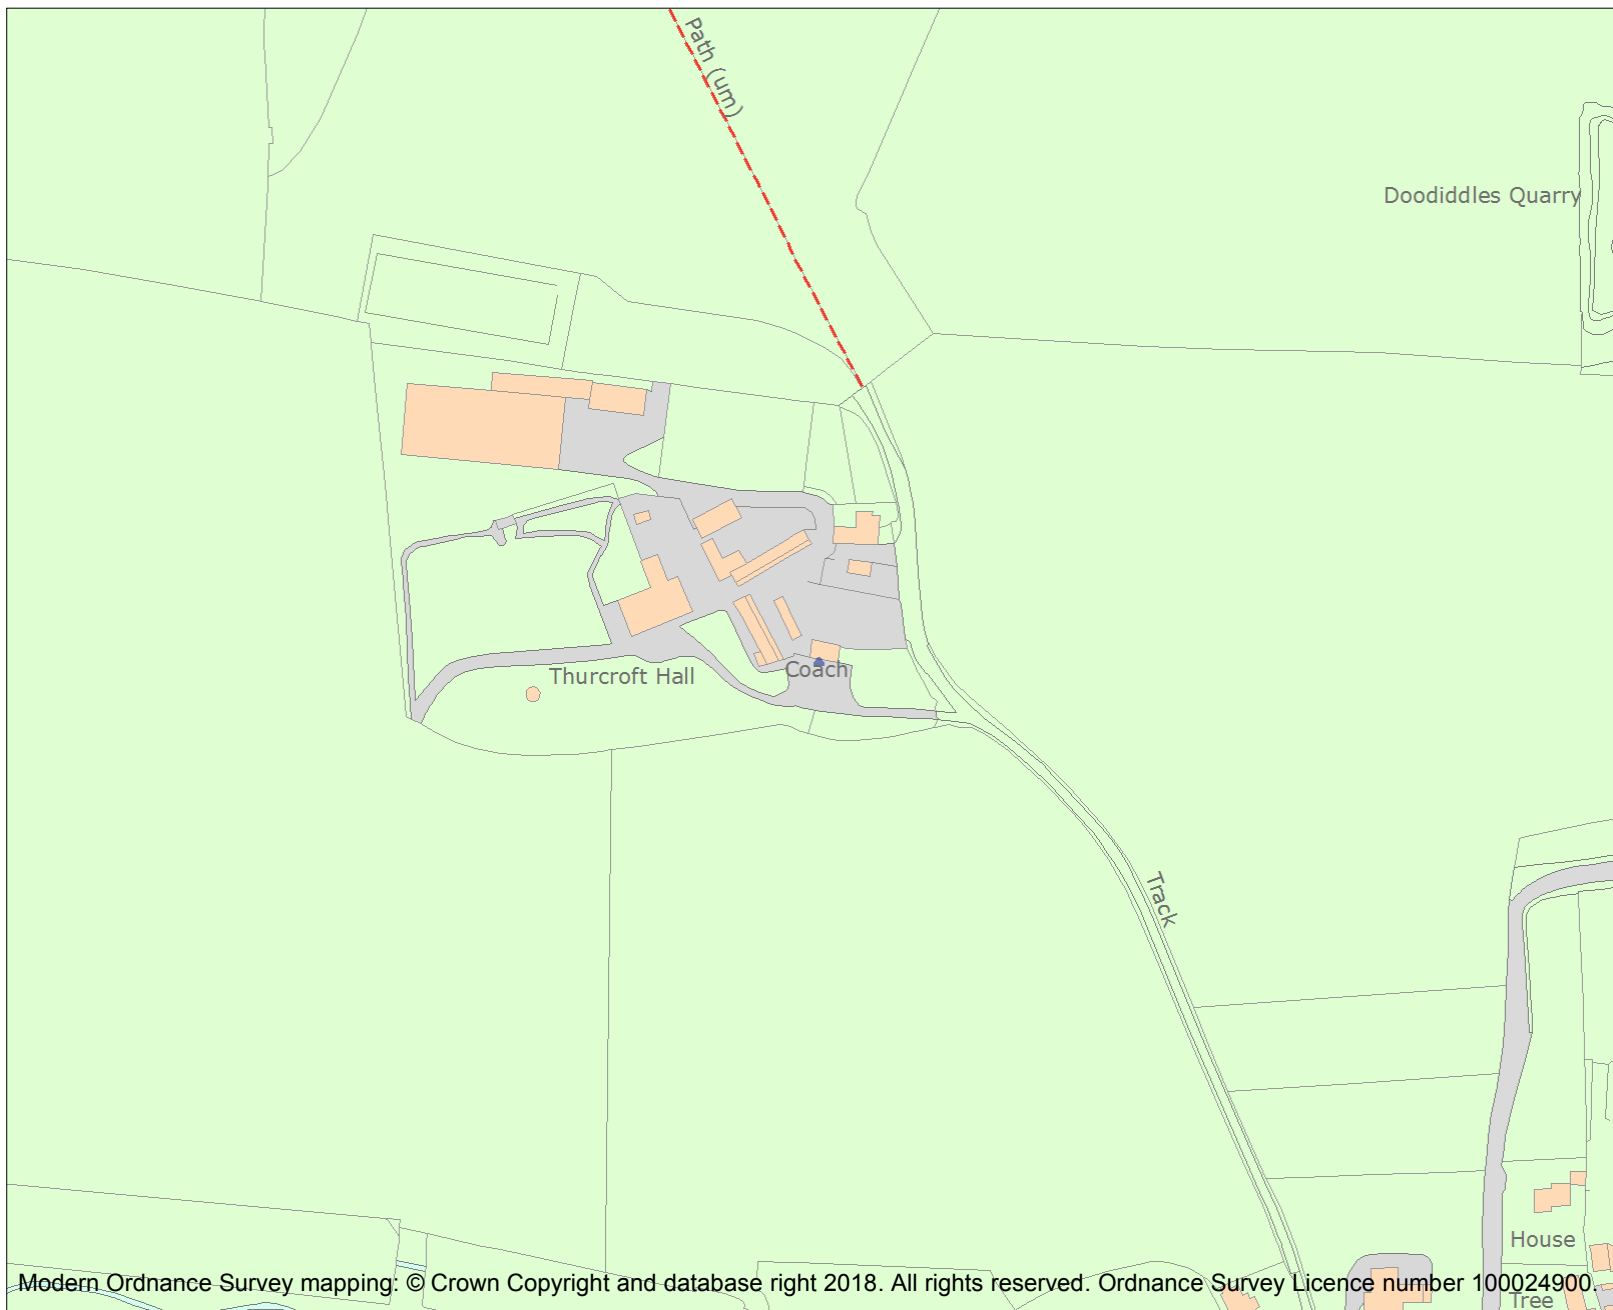 Path (um)
Doodiddles Quarry
Thurcroft Hall
Coach
Track
House
Modern Ordnance Survey mapping: © Crown Copyright and database right 2018. All rights reserved. Ordnance Survey Licence number 100024900.
Tree